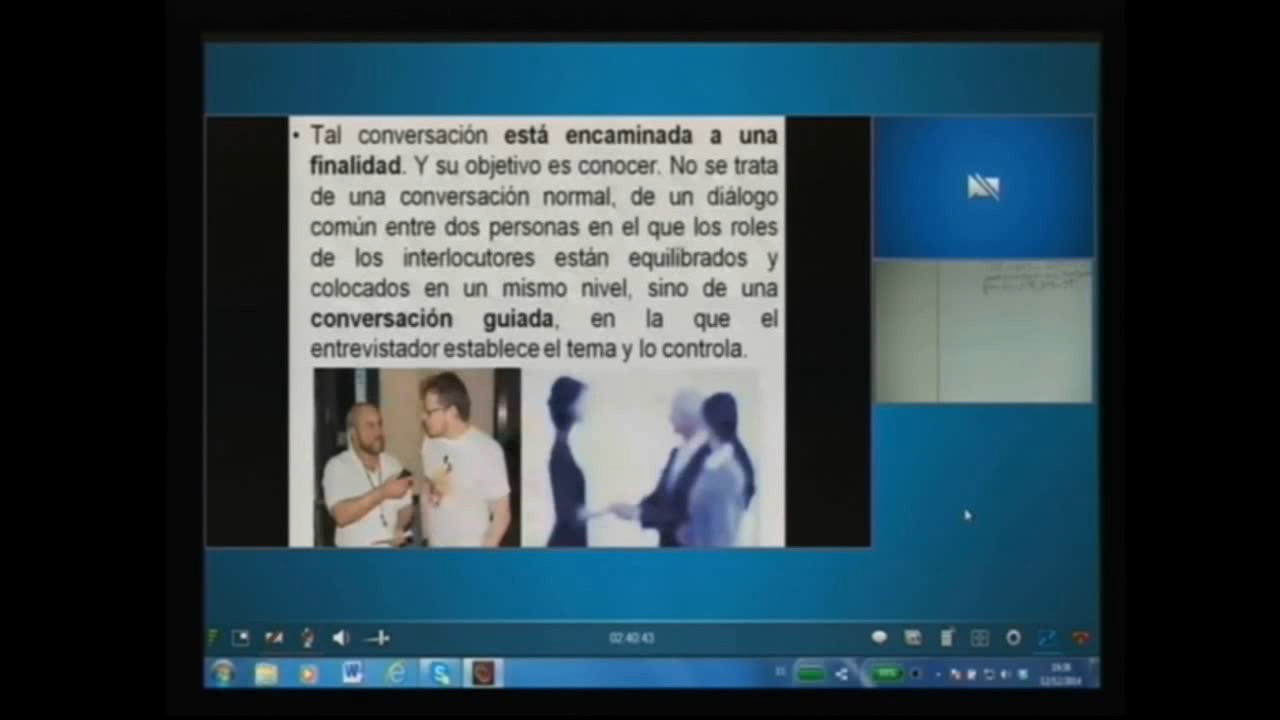 • Tal conversación está encaminada a una
finalidad. Y su objetivo es conocer. No se trata
de una conversación normal, de un diálogo
común entre dos personas en el que los roles
de los interlocutores están equilibrados y
colocados en un mismo nivel, sino de una
conversación guiada, en la que el
entrevistador establece el tema y lo controla.
02:40:43